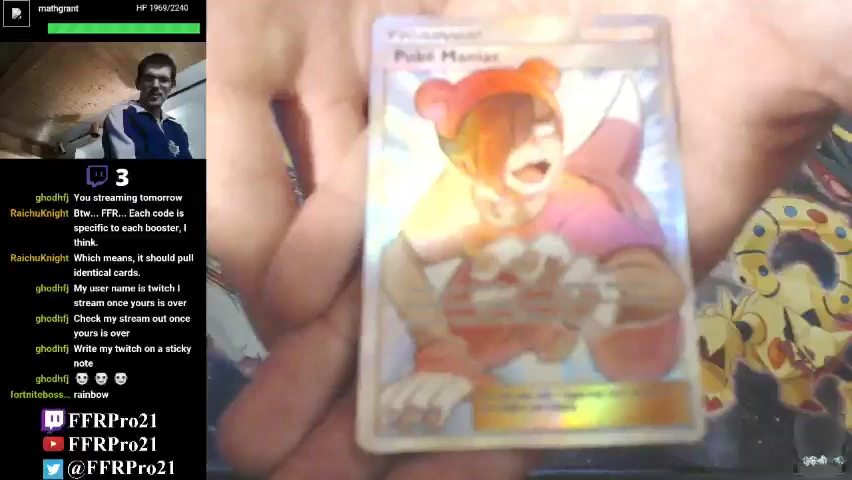 mathgrant
HP 1969/2240
3
ghodhfj You streaming tomorrow
RaichuKnight Btw... FFR... Each code is
specific to each booster, I
think.
RaichuKnight Which means, it should pull
identical cards.
ghodhfj My user name is twitch I
stream once yours is over
ghodhfj Check my stream out once
yours is over
ghodhfj Write my twitch on a sticky
note
ghodhfj
fortniteboss... rainbow
FFRPro21
FFRPro21
@FFRPro21
Poké Maniac